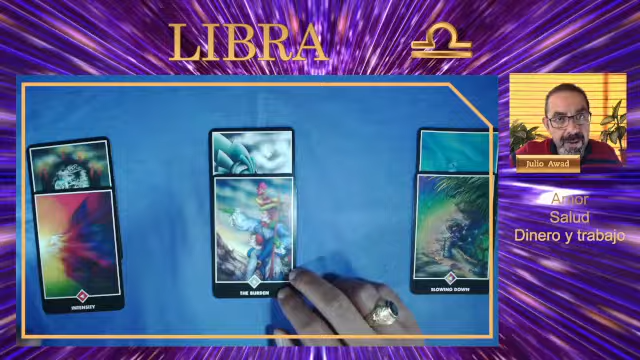 LIBRA
Julio Awad
Amor
Salud
Dinero y trabajo
INTENSITY
THE BURDEN
SLOWING DOWN